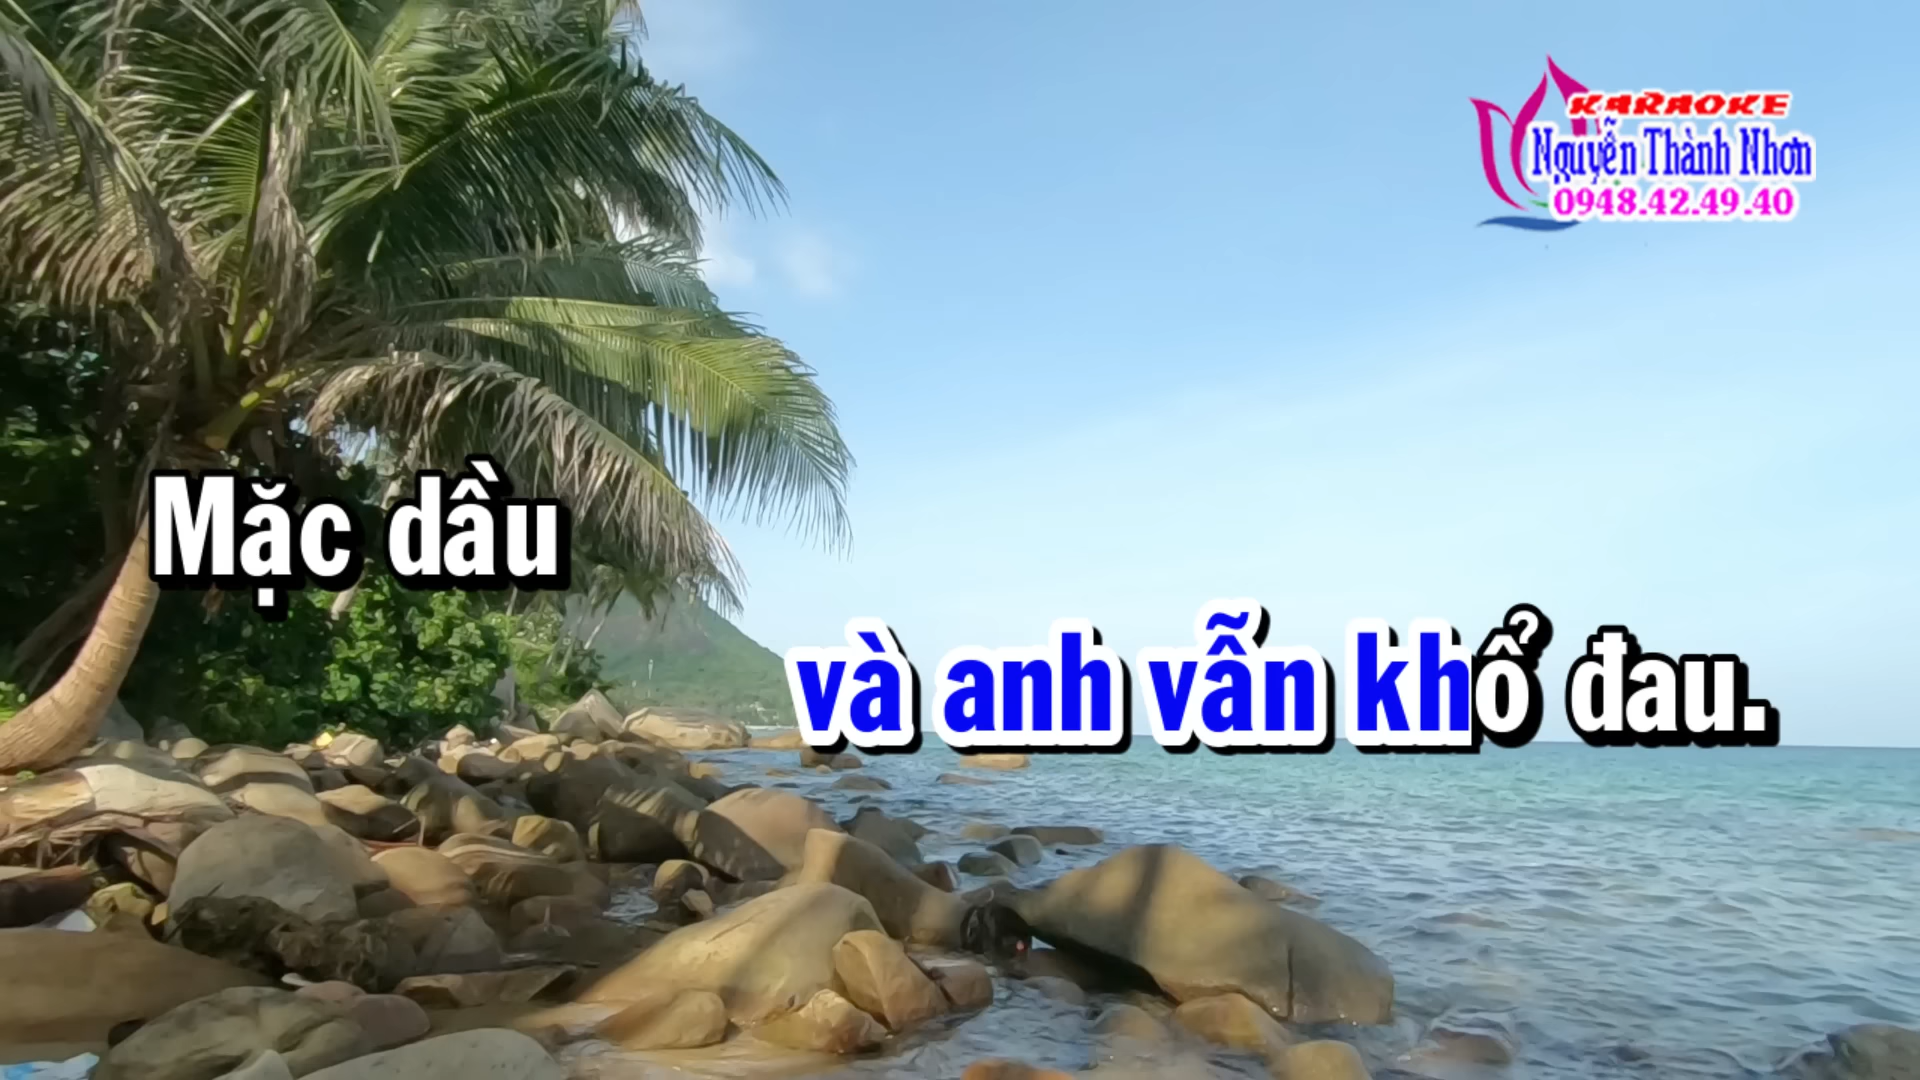 KARAOKE
Nguyễn Thành Nhơn
0948.42.49.40
Mặc dầu
và anh vẫn khổ đau.